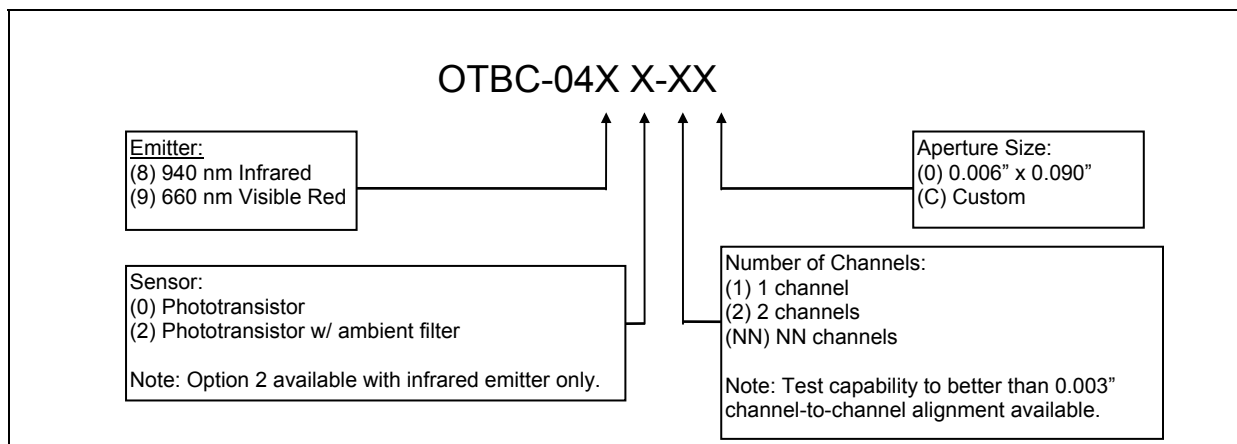 OTBC-04X X-XX
Emitter:
(8) 940 nm Infrared
(9) 660 nm Visible Red
Aperture Size:
(0) 0.006” x 0.090”
(C) Custom
Sensor:
(0) Phototransistor
(2) Phototransistor w/ ambient filter
Note: Option 2 available with infrared emitter only.
Number of Channels:
(1) 1 channel
(2) 2 channels
(NN) NN channels
Note: Test capability to better than 0.003”
channel-to-channel alignment available.